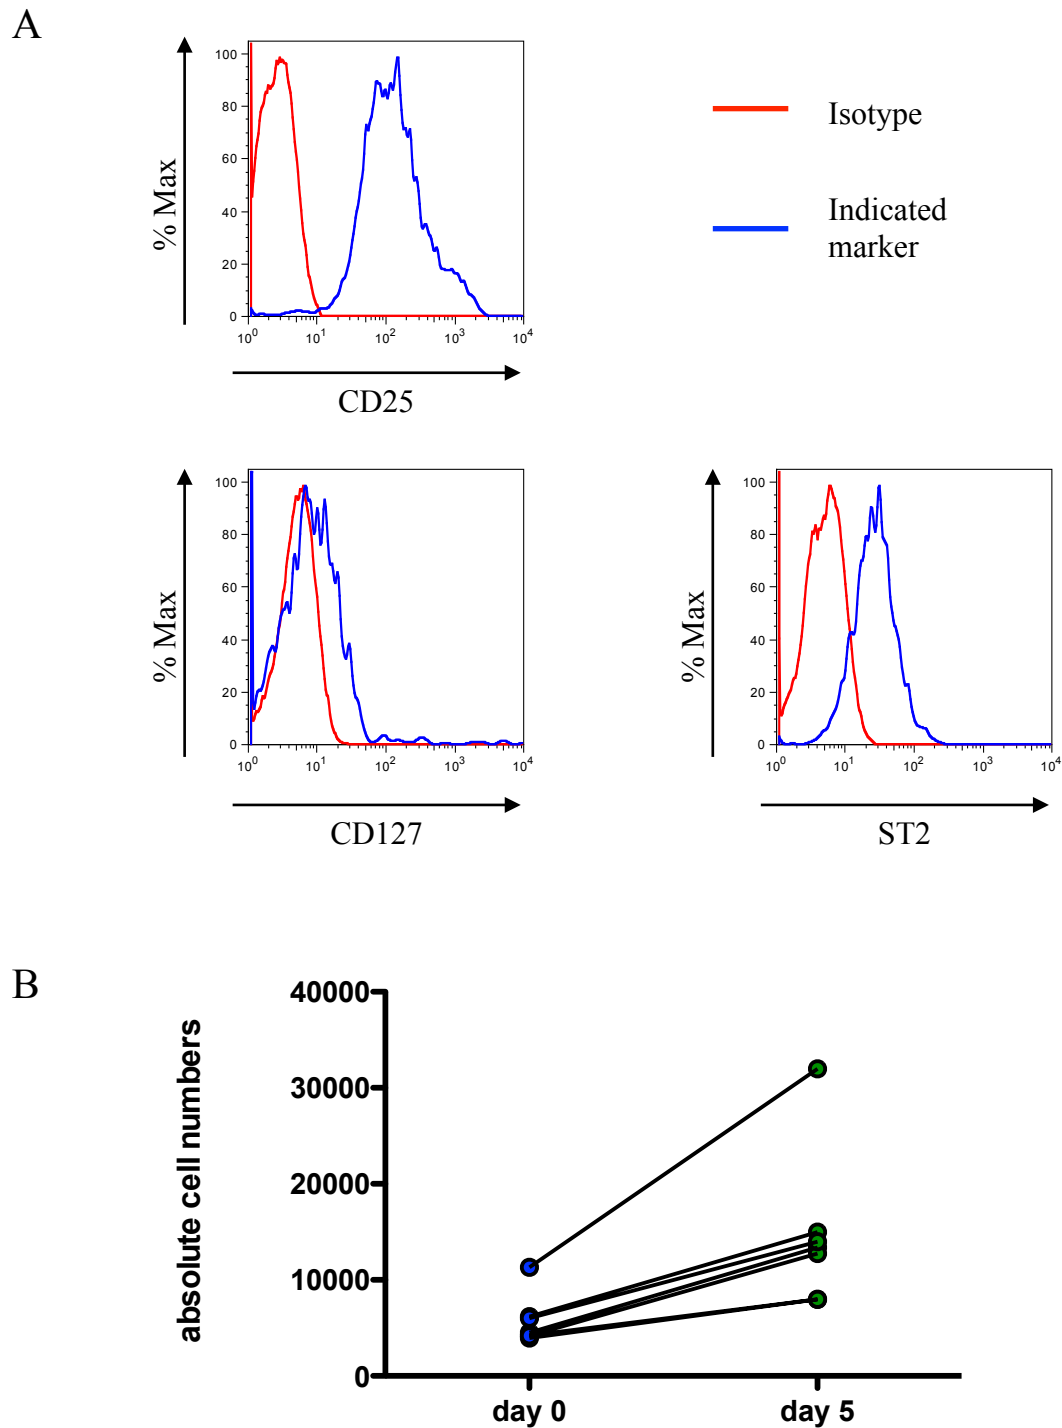 A
% Max
100
80
60
40
20
0
10^0 10^1 10^2 10^3 10^4
CD25
Isotype
Indicated
marker
% Max
100
80
60
40
20
0
10^0 10^1 10^2 10^3 10^4
CD127
% Max
100
80
60
40
20
0
10^0 10^1 10^2 10^3 10^4
ST2
B
absolute cell numbers
40000
30000
20000
10000
0
day 0 day 5